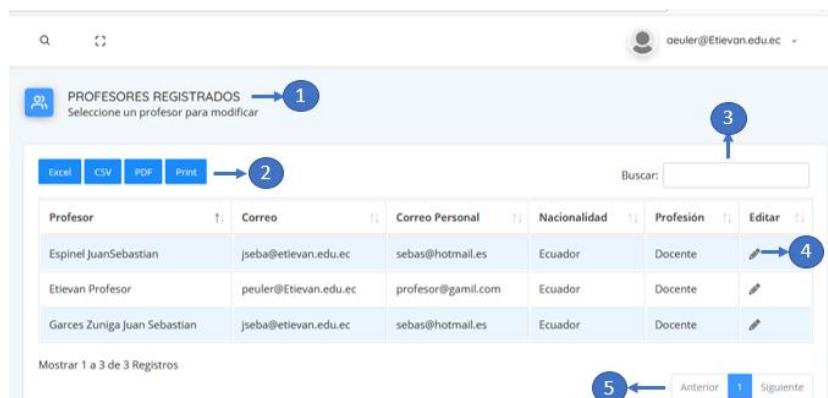 aeuler@Etievan.edu.ec
PROFESORES REGISTRADOS 1
Seleccione un profesor para modificar
3
Excel CSV PDF Print 2 Buscar:
Profesor Correo Correo Personal Nacionalidad Profesión Editar
Espinel JuanSebastian jseba@etievan.edu.ec sebas@hotmail.es Ecuador Docente 4
Etievan Profesor peuler@Etievan.edu.ec profesor@gamil.com Ecuador Docente
Garces Zuniga Juan Sebastian jseba@etievan.edu.ec sebas@hotmail.es Ecuador Docente
Mostrar 1 a 3 de 3 Registros
5 Anterior 1 Siguiente